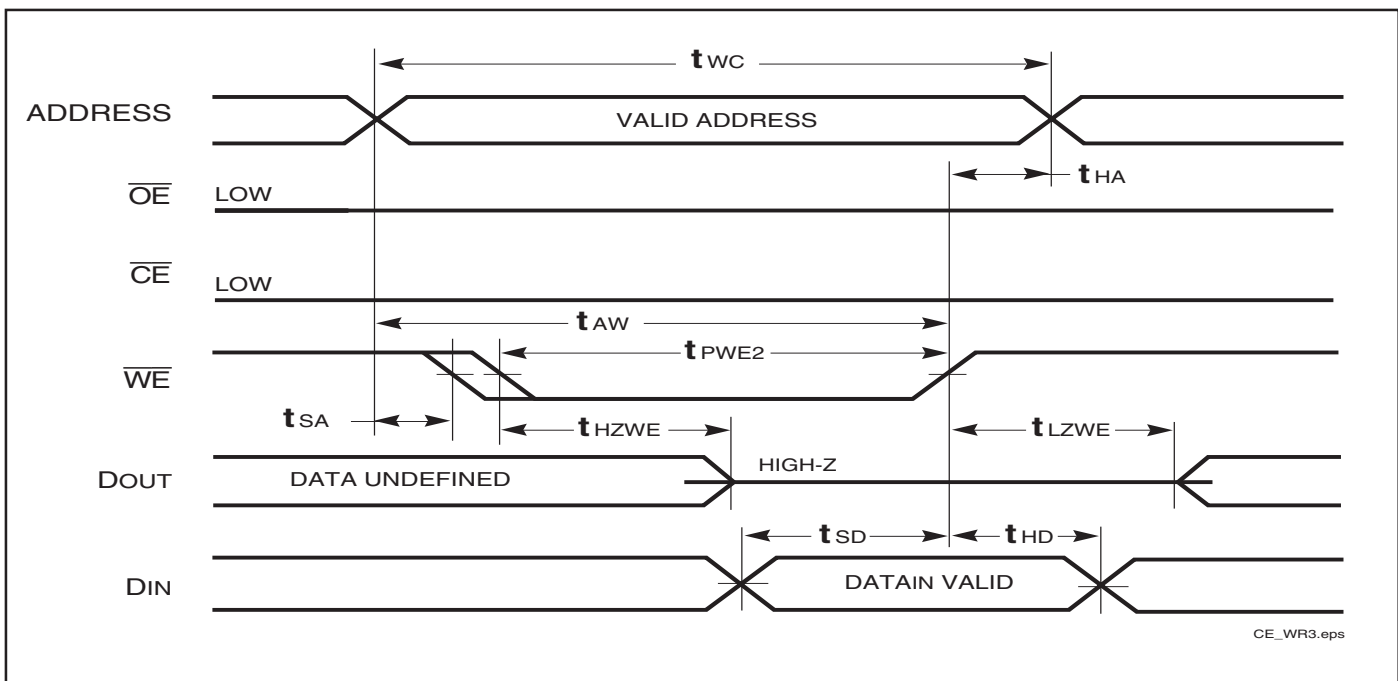 tWC
ADDRESS
VALID ADDRESS
tHA
OE
LOW
CE
LOW
tAW
tPWE2
WE
tSA
tHZWE
tLZWE
DOUT
DATA UNDEFINED
HIGH-Z
tSD
tHD
DIN
DATAIN VALID
CE_WR3.eps